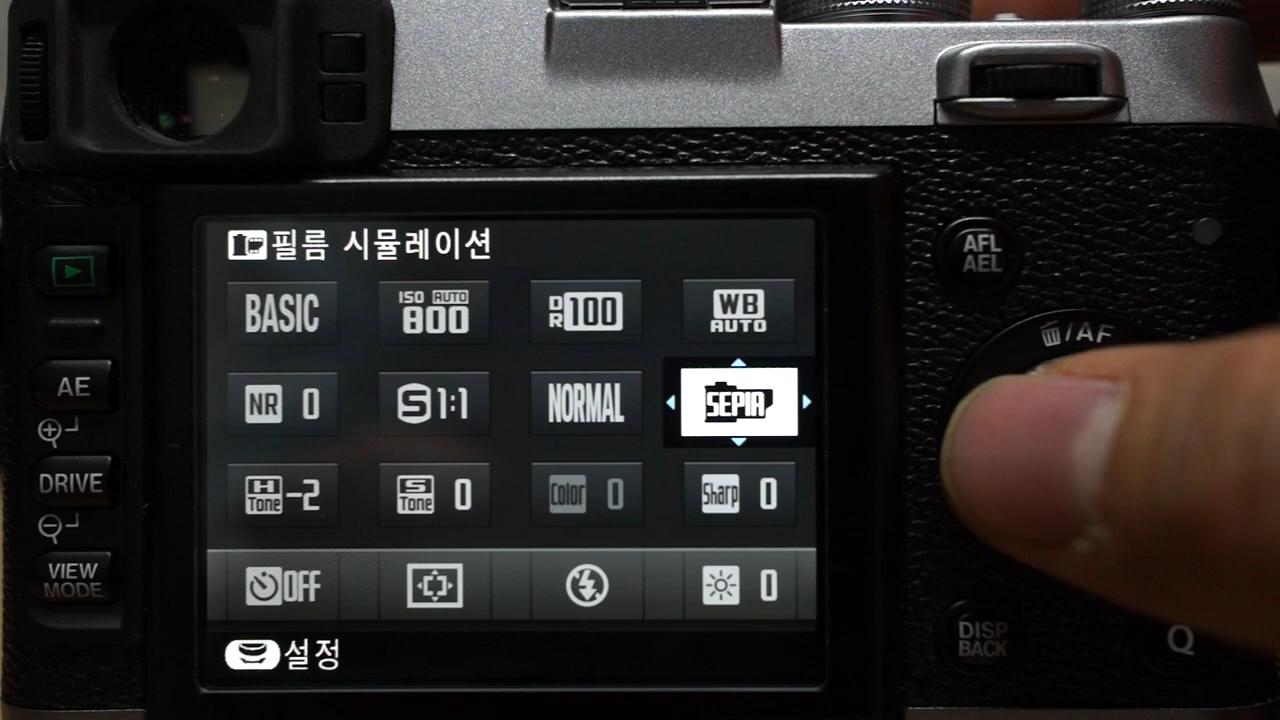 필름 시뮬레이션
BASIC
ISO AUTO 800
DR 100
WB AUTO
NR 0
S 1:1
NORMAL
SEPIA
H Tone -2
S Tone 0
Color 0
Sharp 0
OFF
0
설정
AE
DRIVE
VIEW MODE
AFL
AEL
/AF
DISP
BACK
Q